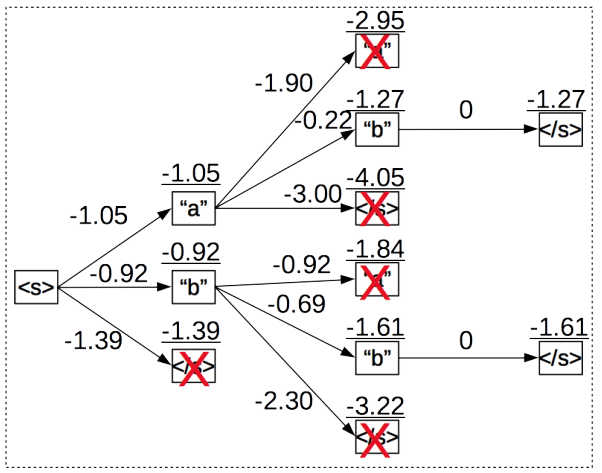 -2.95
"a"
-1.90
-1.27
-0.22
"b"
0
-1.27
</s>
-1.05
"a"
-3.00
-4.05
</s>
-1.05
-0.92
-0.92
"b"
-0.92
-1.84
"a"
<s>
-0.69
-1.39
-1.39
</s>
-1.61
"b"
0
-1.61
</s>
-2.30
-3.22
</s>